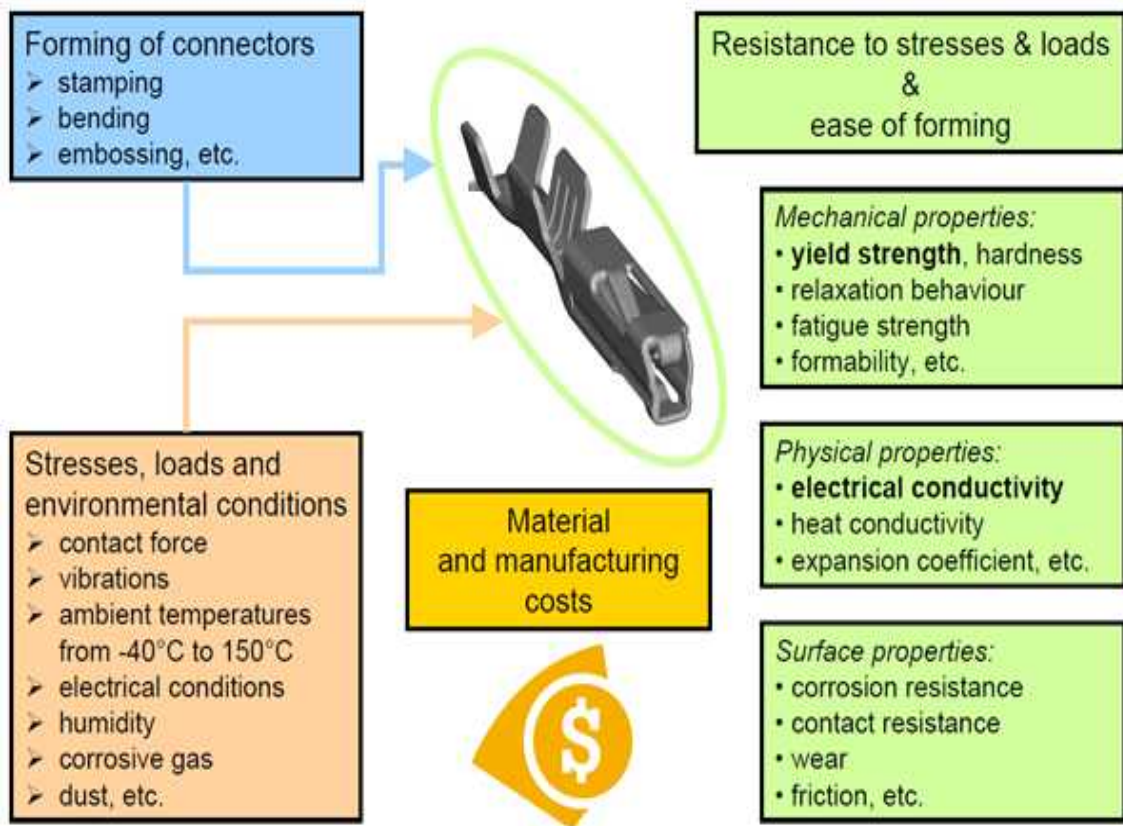 Forming of connectors
➢ stamping
➢ bending
➢ embossing, etc.
Stresses, loads and
environmental conditions
➢ contact force
➢ vibrations
➢ ambient temperatures
from -40°C to 150°C
➢ electrical conditions
➢ humidity
➢ corrosive gas
➢ dust, etc.
Material
and manufacturing
costs
$
Resistance to stresses & loads
&
ease of forming
Mechanical properties:
• yield strength, hardness
• relaxation behaviour
• fatigue strength
• formability, etc.
Physical properties:
• electrical conductivity
• heat conductivity
• expansion coefficient, etc.
Surface properties:
• corrosion resistance
• contact resistance
• wear
• friction, etc.